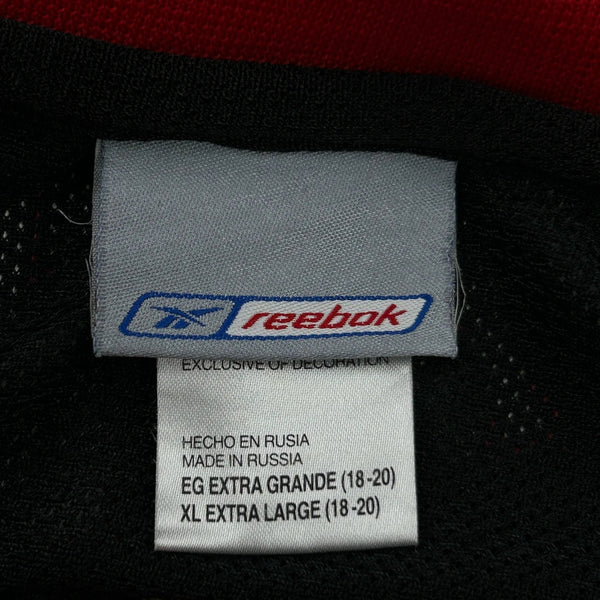 reebok
EXCLUSIVE OF DECORATION
HECHO EN RUSIA
MADE IN RUSSIA
EG EXTRA GRANDE (18-20)
XL EXTRA LARGE (18-20)